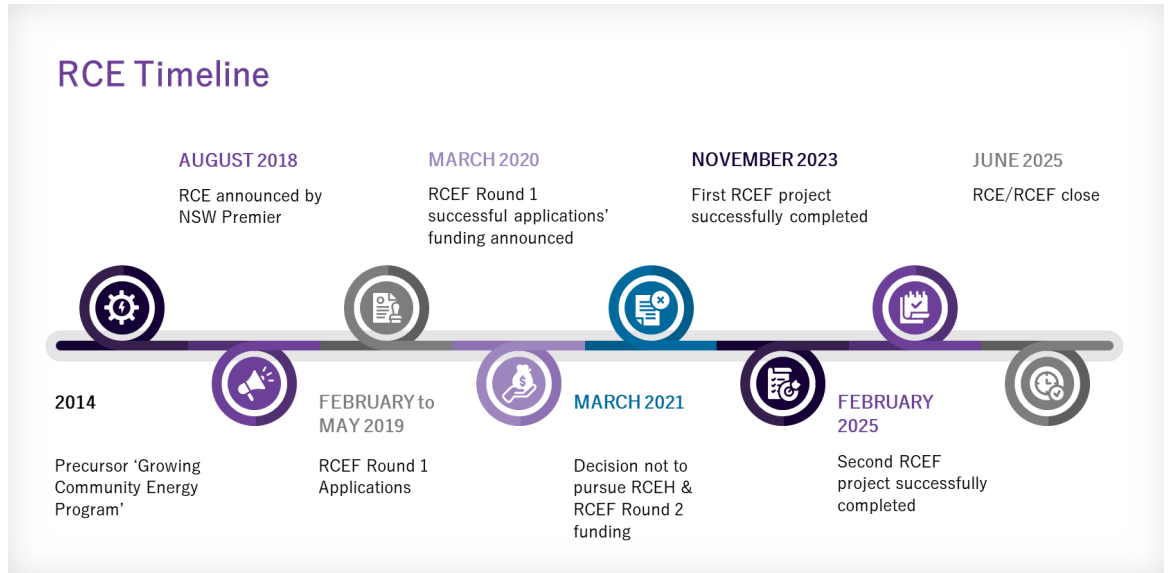 RCE Timeline
AUGUST 2018
RCE announced by
NSW Premier
MARCH 2020
RCEF Round 1
successful applications’
funding announced
NOVEMBER 2023
First RCEF project
successfully completed
JUNE 2025
RCE/RCEF close
2014
Precursor ‘Growing
Community Energy
Program’
FEBRUARY to
MAY 2019
RCEF Round 1
Applications
MARCH 2021
Decision not to
pursue RCEH &
RCEF Round 2
funding
FEBRUARY
2025
Second RCEF
project successfully
completed